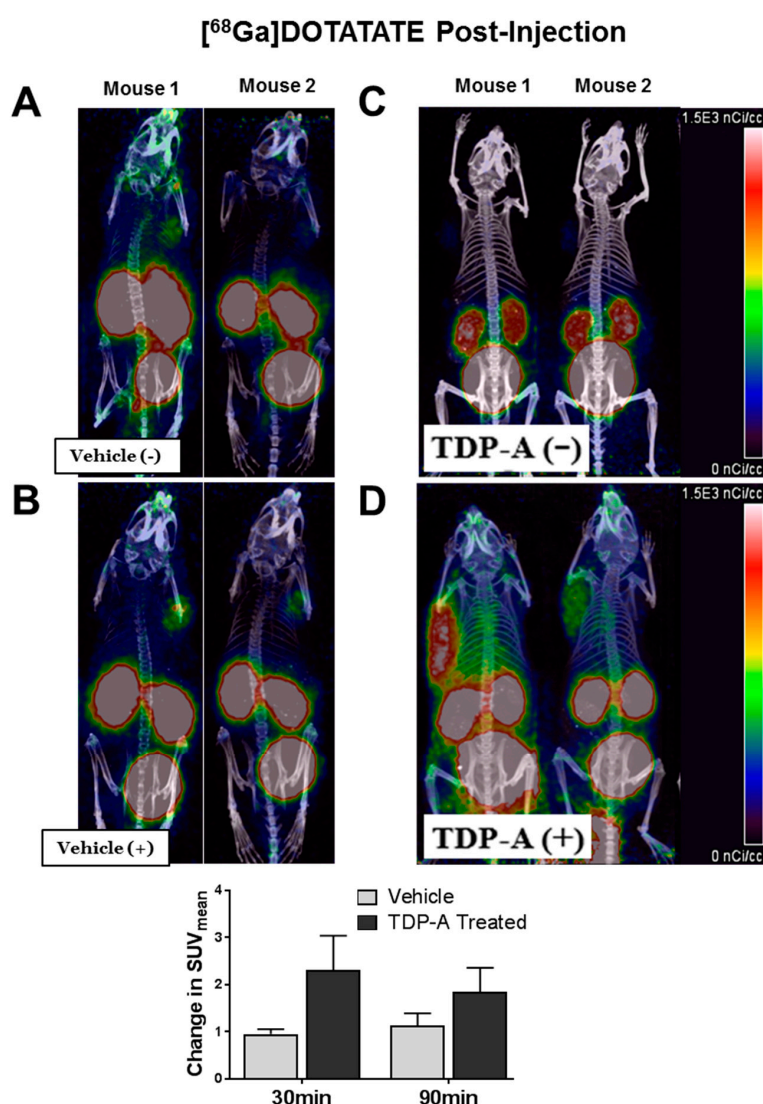 [⁶⁸Ga]DOTATATE Post-Injection
Mouse 1 Mouse 2
A
Vehicle (-)
B
Vehicle (+)
Mouse 1 Mouse 2
C
1.5E3 nCi/cc
TDP-A (−)
0 nCi/cc
D
1.5E3 nCi/cc
TDP-A (+)
0 nCi/cc
Change in SUVmean
4
3
2
1
0
Vehicle
TDP-A Treated
30min 90min